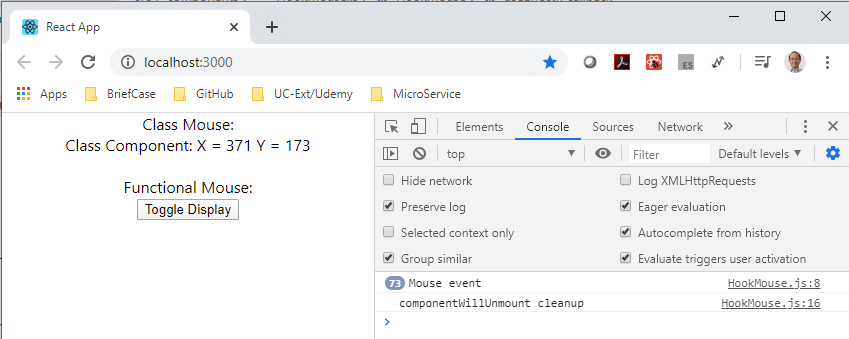 React App
localhost:3000
ES
Apps BriefCase GitHub UC-Ext/Udemy MicroService
Class Mouse:
Class Component: X = 371 Y = 173
Functional Mouse:
Toggle Display
Elements Console Sources Network
top Filter Default levels
Hide network Log XMLHttpRequests
Preserve log Eager evaluation
Selected context only Autocomplete from history
Group similar Evaluate triggers user activation
73 Mouse event HookMouse.js:8
componentWillUnmount cleanup HookMouse.js:16